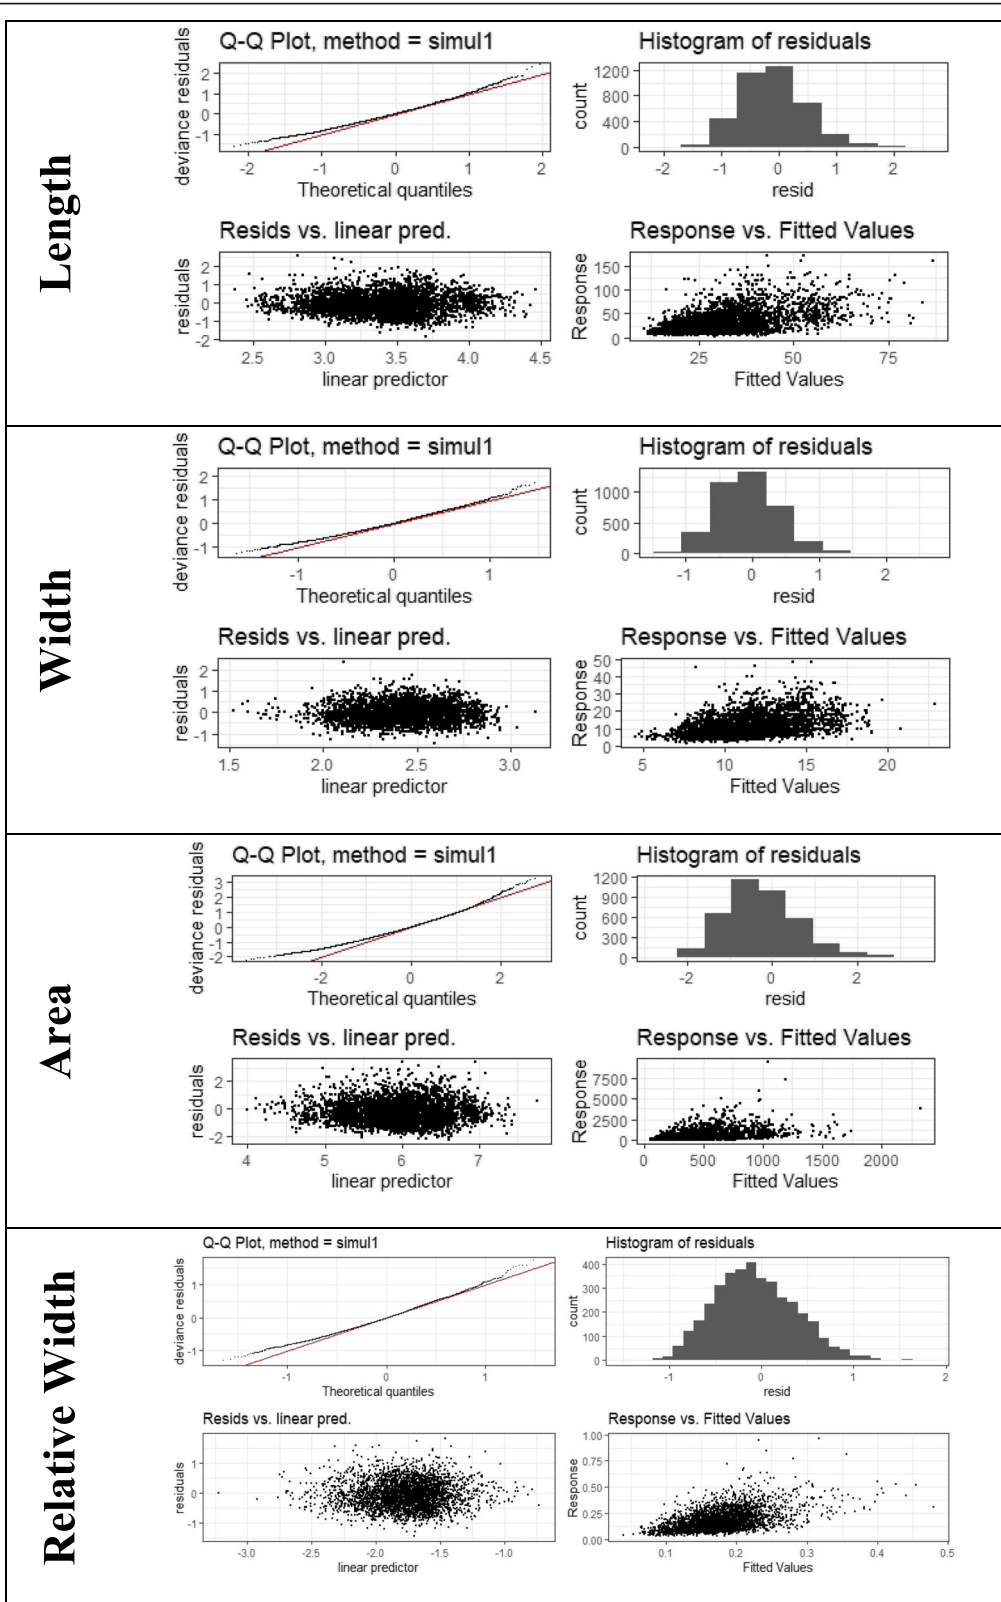 Length
Q-Q Plot, method = simul1
deviance residuals
2
1
0
-1
-2 -1 0 1 2
Theoretical quantiles
Histogram of residuals
count
1200
800
400
0
-2 -1 0 1 2
resid
Resids vs. linear pred.
residuals
2
1
0
-1
-2
2.5 3.0 3.5 4.0 4.5
linear predictor
Response vs. Fitted Values
Response
150
100
50
0
25 50 75
Fitted Values
Width
Q-Q Plot, method = simul1
deviance residuals
2
1
0
-1
-1 0 1
Theoretical quantiles
Histogram of residuals
count
1000
500
0
-1 0 1 2
resid
Resids vs. linear pred.
residuals
2
1
0
-1
1.5 2.0 2.5 3.0
linear predictor
Response vs. Fitted Values
Response
50
40
30
20
10
0
5 10 15 20
Fitted Values
Area
Q-Q Plot, method = simul1
deviance residuals
3
2
1
0
-1
-2
-2 0 2
Theoretical quantiles
Histogram of residuals
count
1200
900
600
300
0
-2 0 2
resid
Resids vs. linear pred.
residuals
2
0
-2
4 5 6 7
linear predictor
Response vs. Fitted Values
Response
7500
5000
2500
0
0 500 1000 1500 2000
Fitted Values
Relative Width
Q-Q Plot, method = simul1
deviance residuals
1
0
-1
-1 0 1
Theoretical quantiles
Histogram of residuals
count
400
300
200
100
0
-1 0 1 2
resid
Resids vs. linear pred.
residuals
1
0
-1
-3.0 -2.5 -2.0 -1.5 -1.0
linear predictor
Response vs. Fitted Values
Response
1.00
0.75
0.50
0.25
0.00
0.1 0.2 0.3 0.4 0.5
Fitted Values